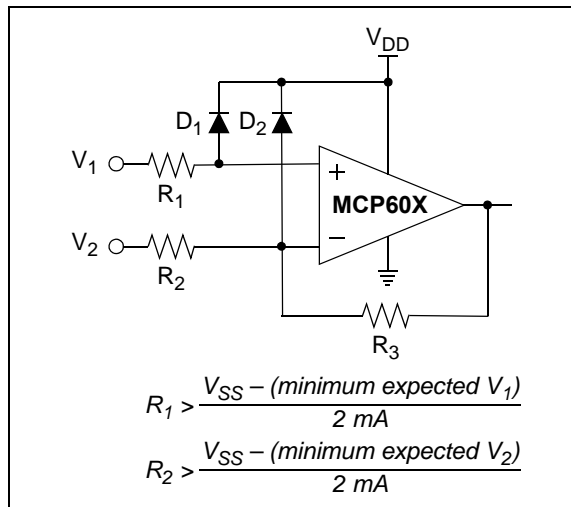 V_DD
D_1 D_2
V_1
R_1
+
MCP60X
V_2
R_2
–
R_3
R_1 > V_SS – (minimum expected V_1)
2 mA
R_2 > V_SS – (minimum expected V_2)
2 mA